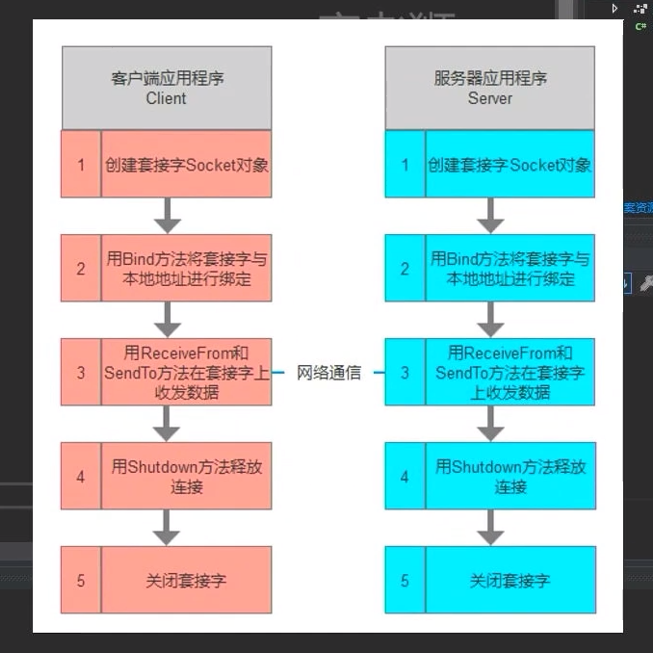 客户端应用程序
Client
1
创建套接字Socket对象
2
用Bind方法将套接字与
本地地址进行绑定
3
用ReceiveFrom和
SendTo方法在套接字上
收发数据
4
用Shutdown方法释放
连接
5
关闭套接字
网络通信
服务器应用程序
Server
1
创建套接字Socket对象
2
用Bind方法将套接字与
本地地址进行绑定
3
用ReceiveFrom和
SendTo方法在套接字
上收发数据
4
用Shutdown方法释放
连接
5
关闭套接字
C#
案资源